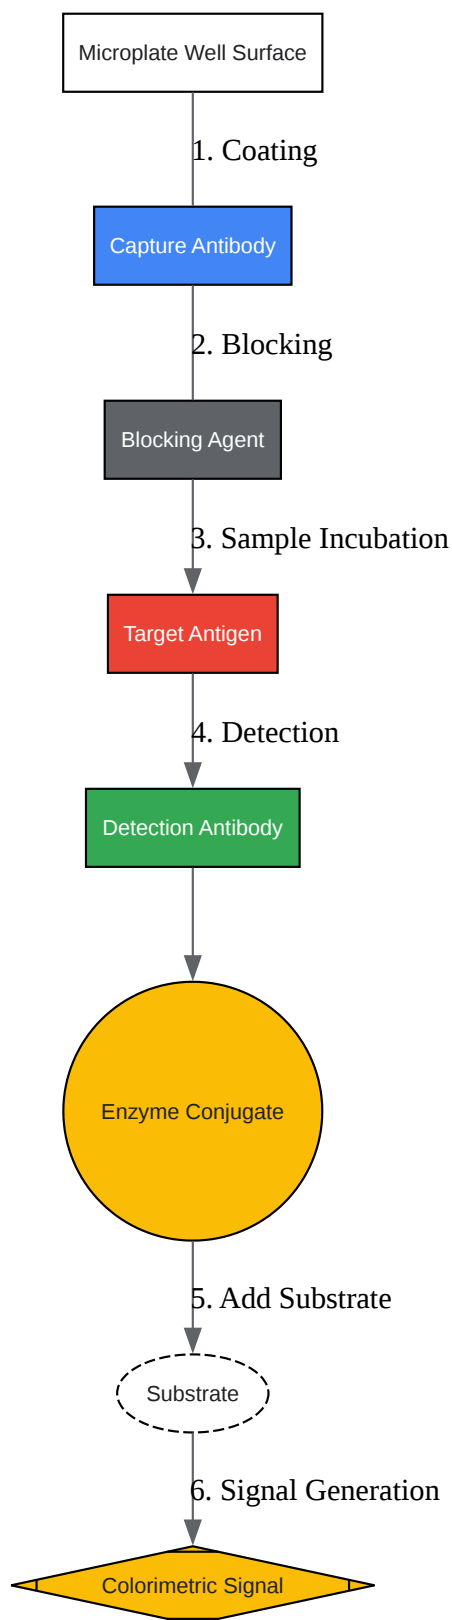 Microplate Well Surface
1. Coating
Capture Antibody
2. Blocking
Blocking Agent
3. Sample Incubation
Target Antigen
4. Detection
Detection Antibody
Enzyme Conjugate
5. Add Substrate
Substrate
6. Signal Generation
Colorimetric Signal